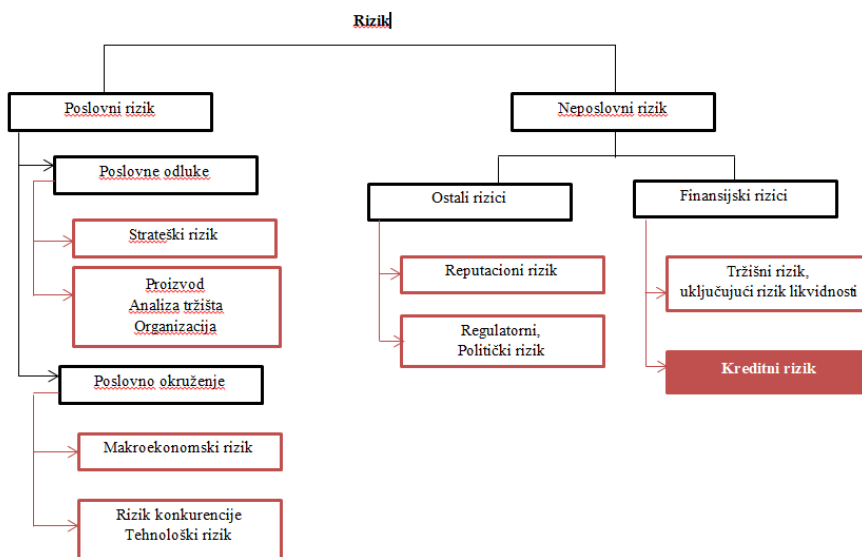 Rizik
Poslovni rizik
Poslovne odluke
Strateški rizik
Proizvod
Analiza tržišta
Organizacija
Poslovno okruženje
Makroekonomski rizik
Rizik konkurencije
Tehnološki rizik
Neposlovni rizik
Ostali rizici
Reputacioni rizik
Regulatorni,
Politički rizik
Finansijski rizici
Tržišni rizik,
uključujući rizik likvidnosti
Kreditni rizik